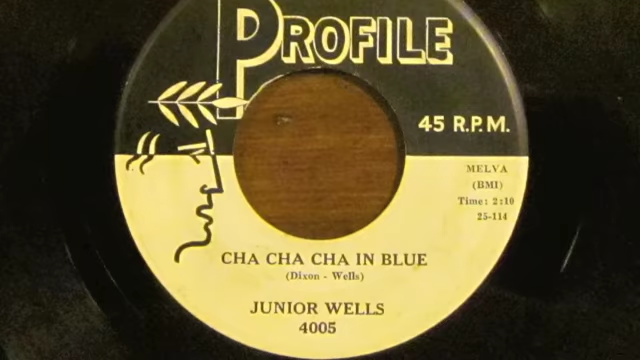 PROFILE
45 R.P.M.
MELVA
(BMI)
Time: 2:10
25-114
CHA CHA CHA IN BLUE
(Dixon - Wells)
JUNIOR WELLS
4005